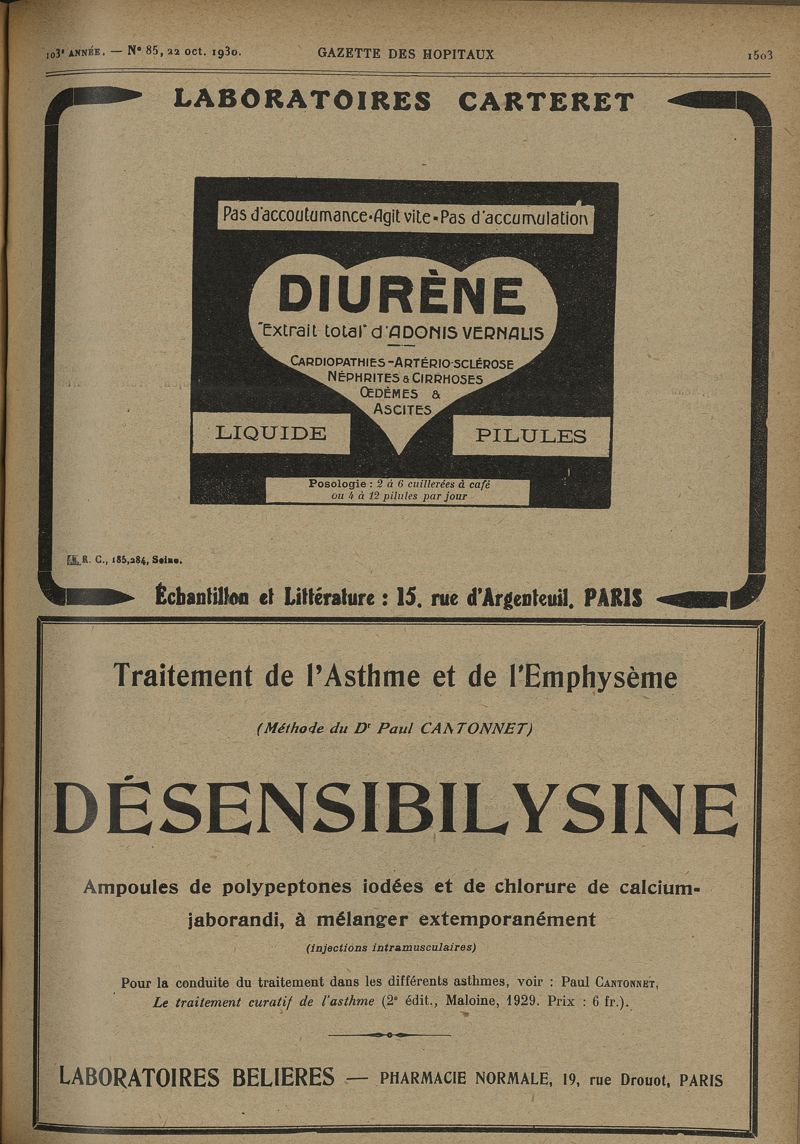 103e ANNÉE. — No 85, 22 oct. 1930. GAZETTE DES HOPITAUX 1503
LABORATOIRES CARTERET
Pas d'accoutumance-Agit vite-Pas d'accumulation
DIURÈNE
"Extrait total" d'ADONIS VERNALIS
CARDIOPATHIES-ARTÉRIO-SCLÉROSE
NÉPHRITES & CIRRHOSES
ŒDÈMES &
ASCITES
LIQUIDE PILULES
Posologie : 2 à 6 cuillerées à café
ou 4 à 12 pilules par jour
R. C., 185,284, Seine.
Échantillon et Littérature : 15, rue d'Argenteuil, PARIS
Traitement de l'Asthme et de l'Emphysème
(Méthode du Dr Paul CANTONNET)
DÉSENSIBILYSINE
Ampoules de polypeptones iodées et de chlorure de calcium-
jaborandi, à mélanger extemporanément
(injections intramusculaires)
Pour la conduite du traitement dans les différents asthmes, voir : Paul CANTONNET,
Le traitement curatif de l'asthme (2e édit., Maloine, 1929. Prix : 6 fr.).
LABORATOIRES BELIERES — PHARMACIE NORMALE, 19, rue Drouot, PARIS